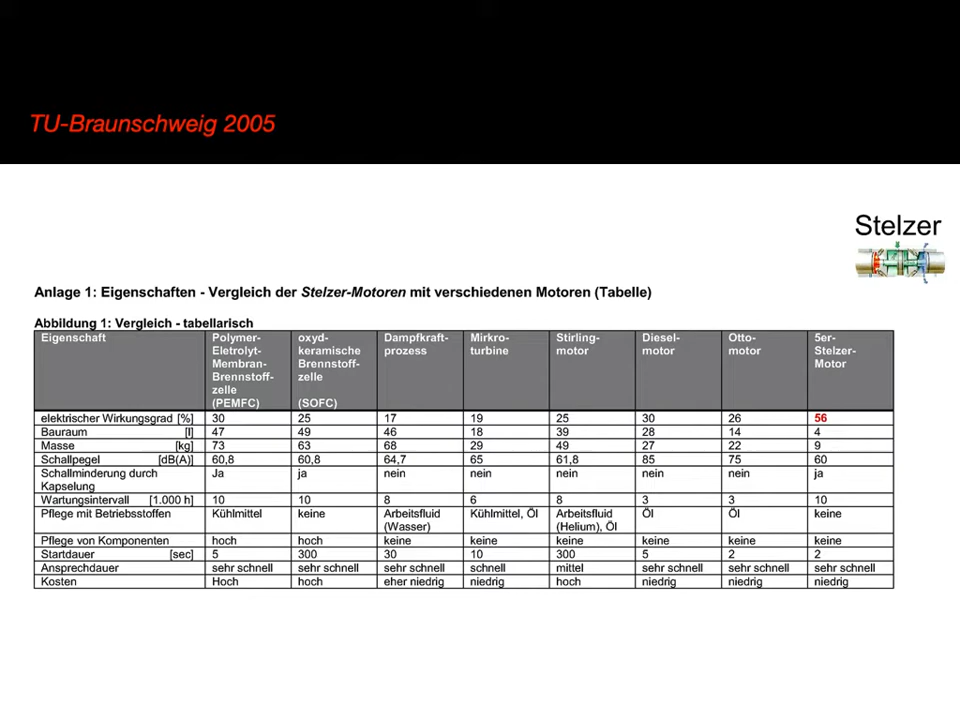 TU-Braunschweig 2005
Stelzer
Anlage 1: Eigenschaften - Vergleich der Stelzer-Motoren mit verschiedenen Motoren (Tabelle)
Abbildung 1: Vergleich - tabellarisch
Eigenschaft Polymer-Eletrolyt-Membran-Brennstoff-zelle (PEMFC) oxyd-keramische Brennstoff-zelle (SOFC) Dampfkraft-prozess Mirkro-turbine Stirling-motor Diesel-motor Otto-motor 5er-Stelzer-Motor
elektrischer Wirkungsgrad [%] 30 25 17 19 25 30 26 56
Bauraum [l] 47 49 46 18 39 28 14 4
Masse [kg] 73 63 68 29 49 27 22 9
Schallpegel [dB(A)] 60,8 60,8 64,7 65 61,8 85 75 60
Schallminderung durch Kapselung Ja ja nein nein nein nein nein ja
Wartungsintervall [1.000 h] 10 10 8 6 8 3 3 10
Pflege mit Betriebsstoffen Kühlmittel keine Arbeitsfluid (Wasser) Kühlmittel, Öl Arbeitsfluid (Helium), Öl Öl Öl keine
Pflege von Komponenten hoch hoch keine keine keine keine keine keine
Startdauer [sec] 5 300 30 10 300 5 2 2
Ansprechdauer sehr schnell sehr schnell sehr schnell schnell mittel sehr schnell sehr schnell sehr schnell
Kosten Hoch hoch eher niedrig niedrig hoch niedrig niedrig niedrig